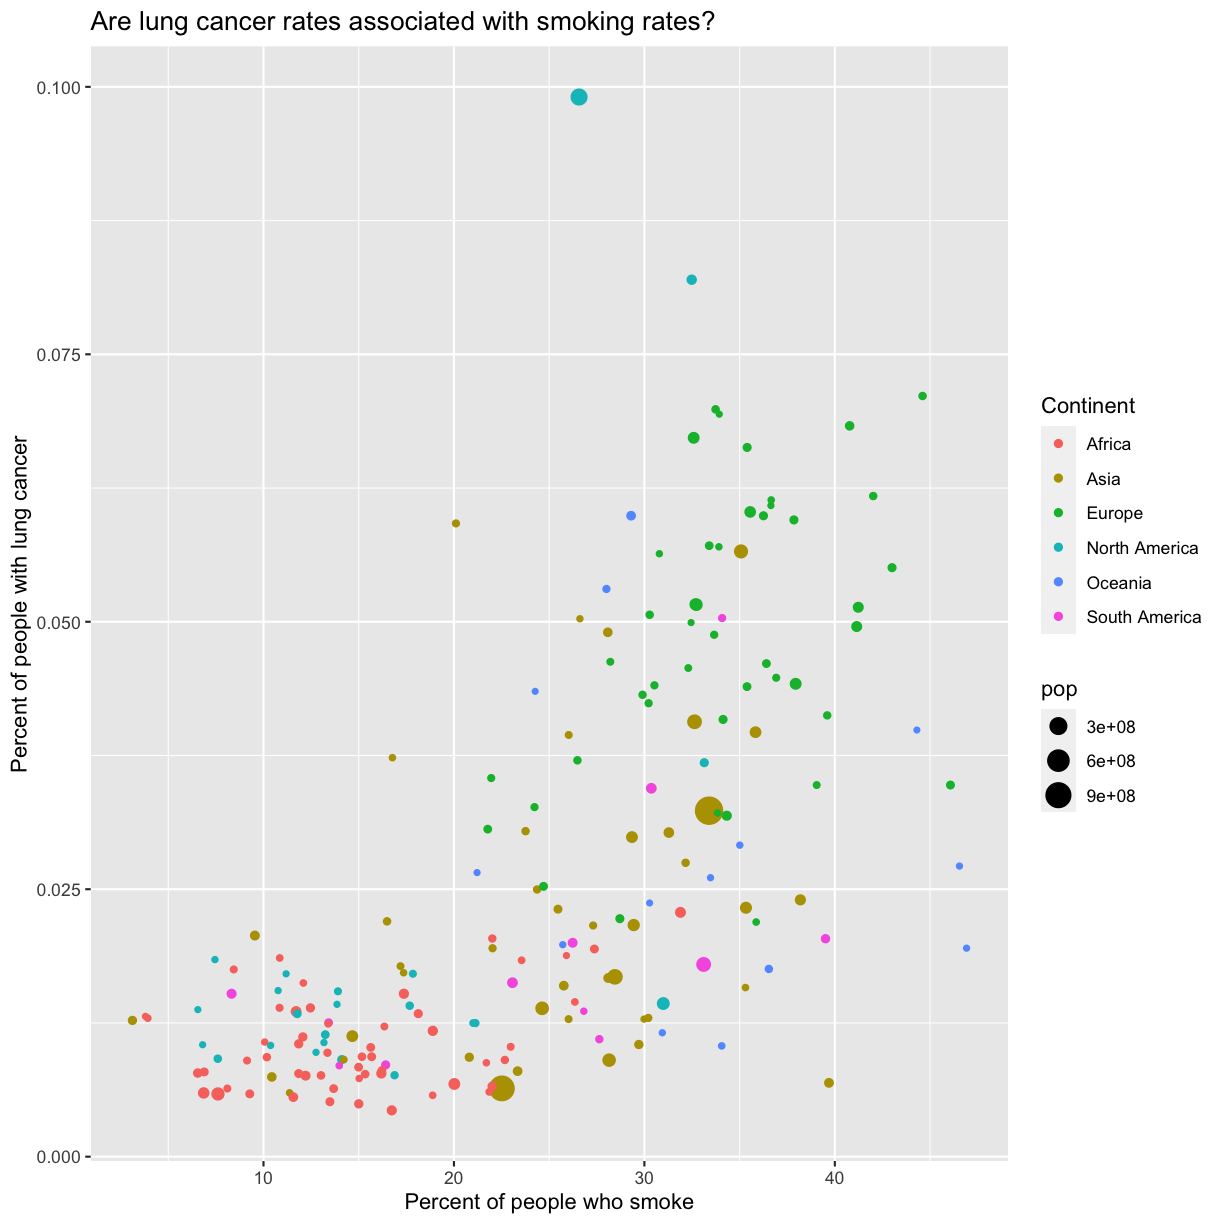 Are lung cancer rates associated with smoking rates?
0.100
0.075
0.050
0.025
0.000
Percent of people with lung cancer
10 20 30 40
Percent of people who smoke
Continent
Africa
Asia
Europe
North America
Oceania
South America
pop
3e+08
6e+08
9e+08